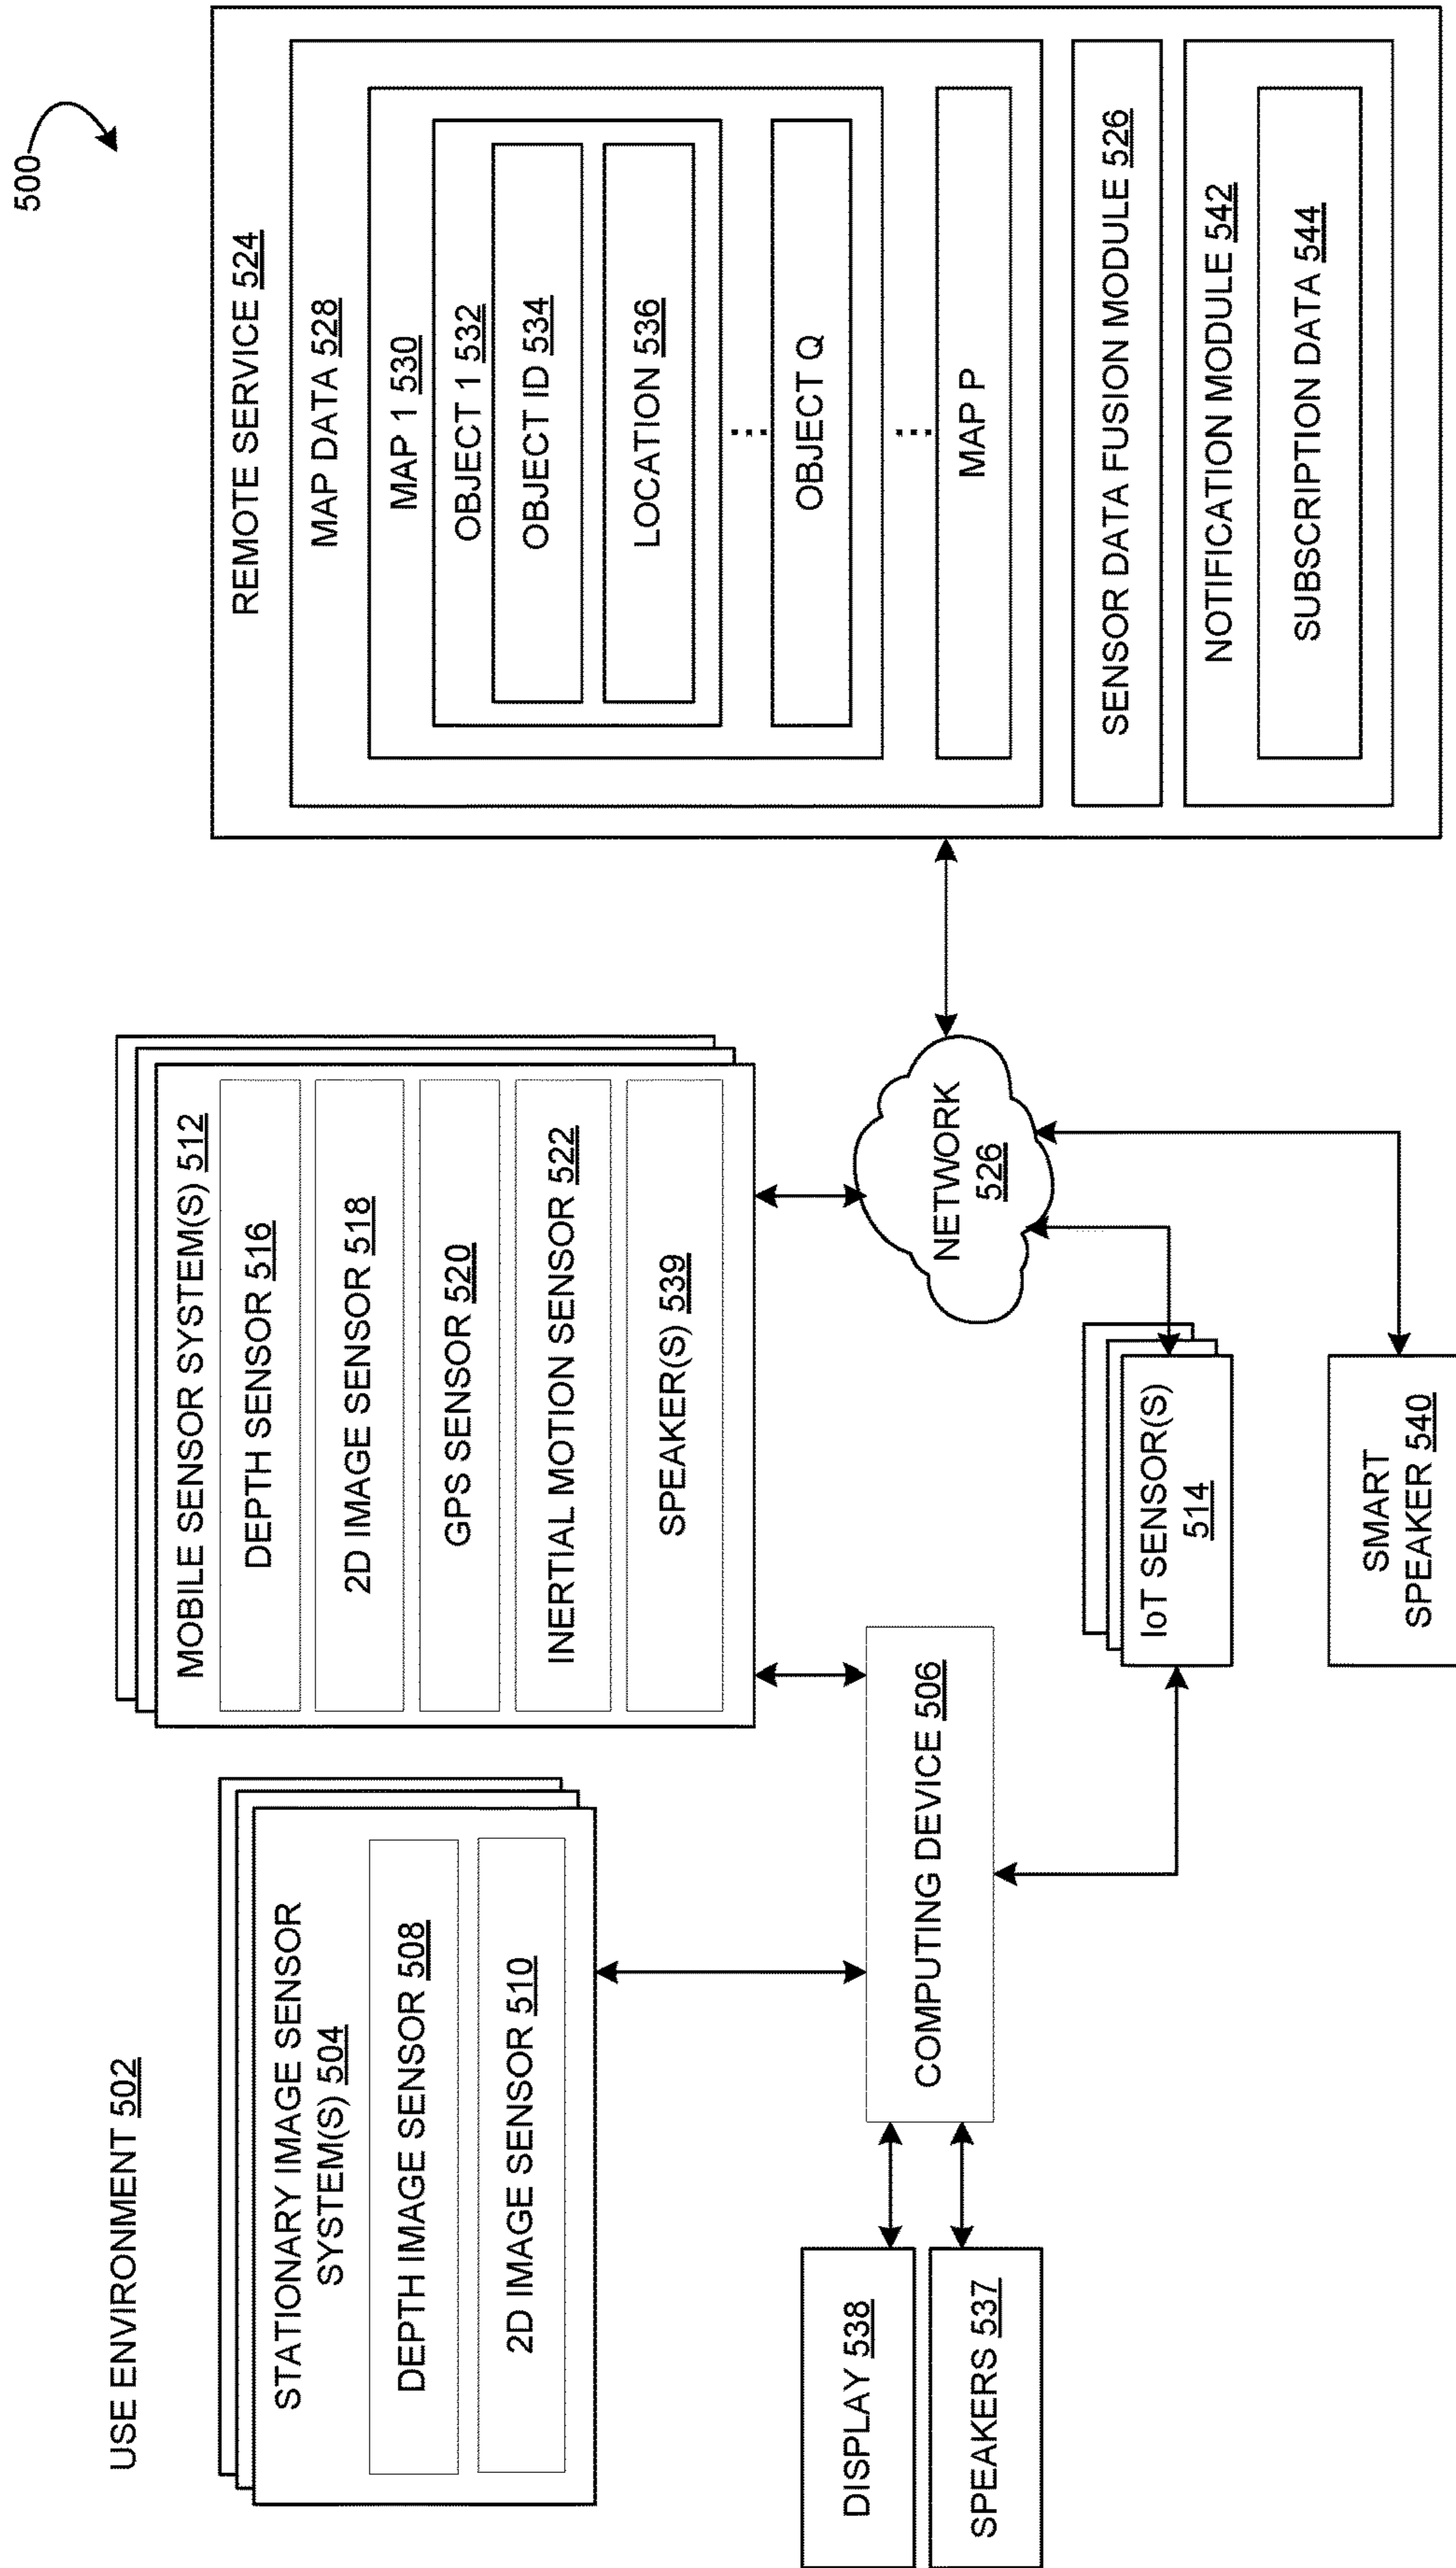 500
USE ENVIRONMENT 502
STATIONARY IMAGE SENSOR
SYSTEM(S) 504
DEPTH IMAGE SENSOR 508
2D IMAGE SENSOR 510
MOBILE SENSOR SYSTEM(S) 512
DEPTH SENSOR 516
2D IMAGE SENSOR 518
GPS SENSOR 520
INERTIAL MOTION SENSOR 522
SPEAKER(S) 539
DISPLAY 538
SPEAKERS 537
COMPUTING DEVICE 506
NETWORK
526
IoT SENSOR(S)
514
SMART
SPEAKER 540
REMOTE SERVICE 524
MAP DATA 528
MAP 1 530
OBJECT 1 532
OBJECT ID 534
LOCATION 536
...
OBJECT Q
...
MAP P
SENSOR DATA FUSION MODULE 526
NOTIFICATION MODULE 542
SUBSCRIPTION DATA 544